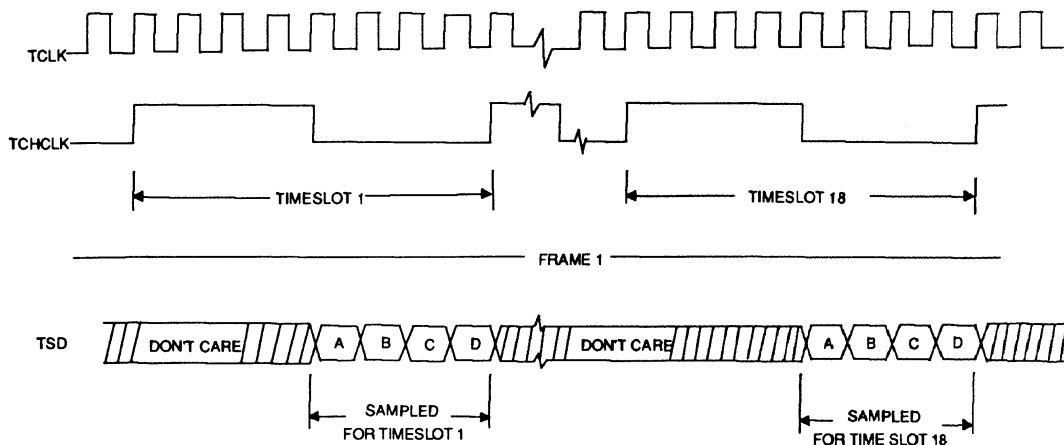 TCLK
TCHCLK
TIMESLOT 1
TIMESLOT 18
FRAME 1
TSD
DON'T CARE
A
B
C
D
DON'T CARE
A
B
C
D
SAMPLED
FOR TIMESLOT 1
SAMPLED
FOR TIME SLOT 18